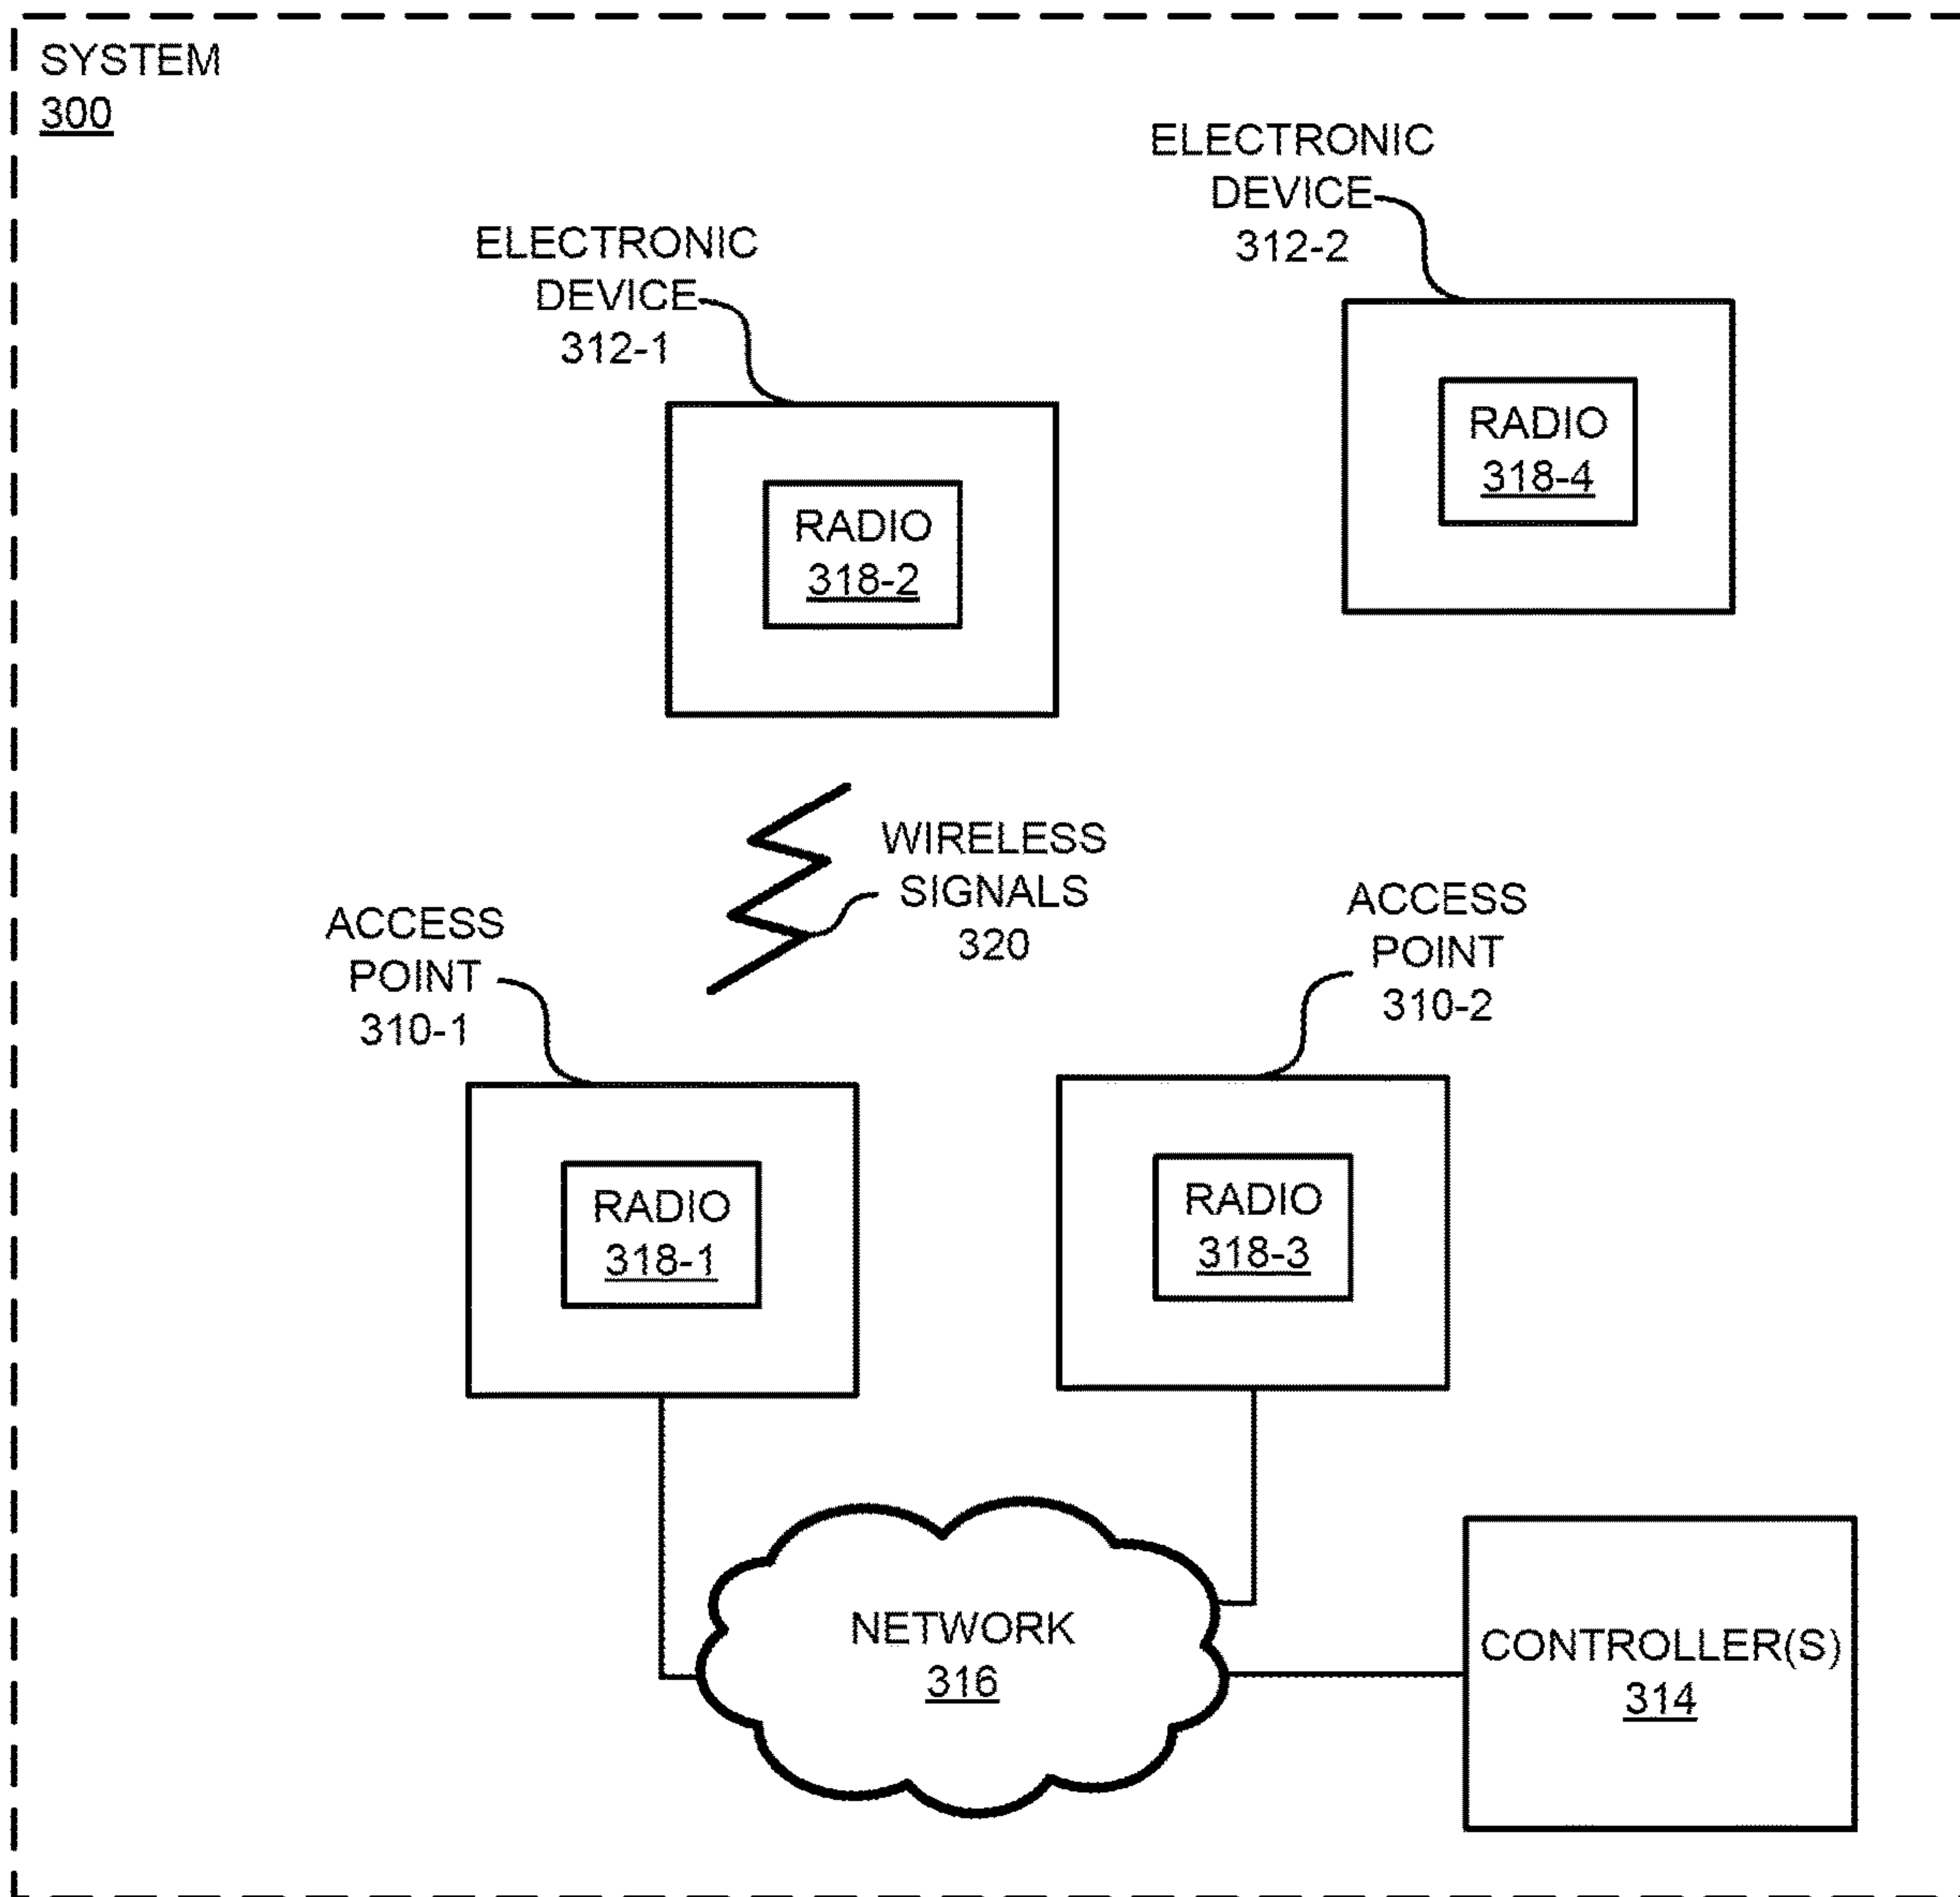 SYSTEM
300
ELECTRONIC
DEVICE
312-2
ELECTRONIC
DEVICE
312-1
RADIO
318-4
RADIO
318-2
WIRELESS
SIGNALS
320
ACCESS
POINT
310-1
ACCESS
POINT
310-2
RADIO
318-1
RADIO
318-3
NETWORK
316
CONTROLLER(S)
314